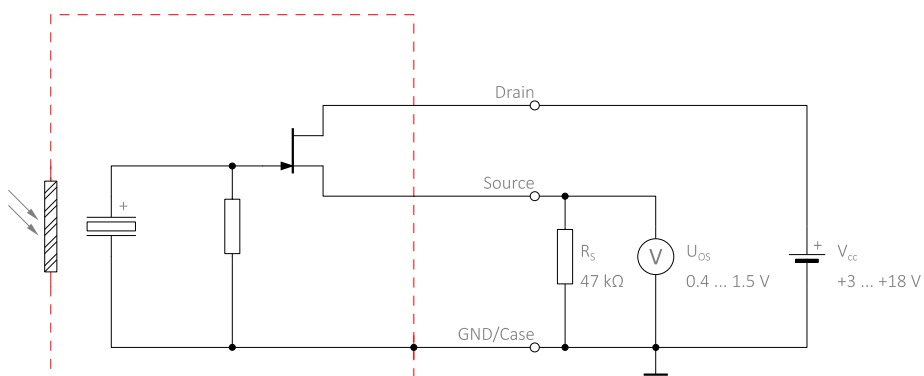 Drain
Source
+
R_S
47 kΩ
V
U_OS
0.4 ... 1.5 V
+
V_cc
+3 ... +18 V
GND/Case
+